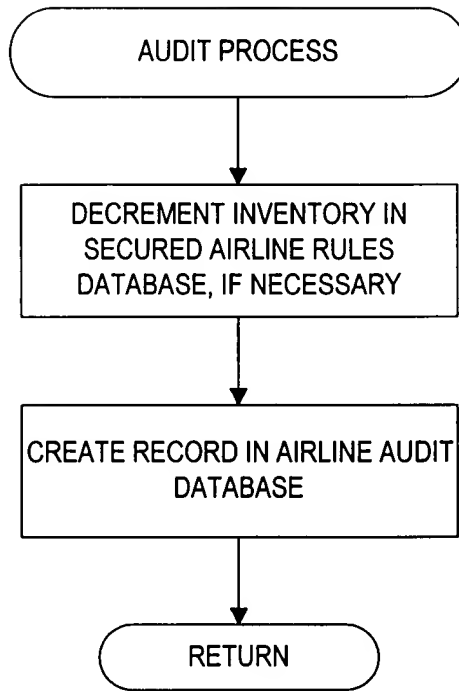 AUDIT PROCESS
DECREMENT INVENTORY IN
SECURED AIRLINE RULES
DATABASE, IF NECESSARY
CREATE RECORD IN AIRLINE AUDIT
DATABASE
RETURN